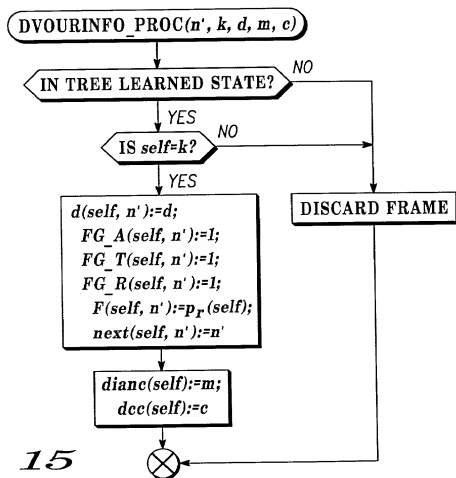 DVOURINFO_PROC(n', k, d, m, c)
IN TREE LEARNED STATE?
NO
YES
IS self=k?
NO
YES
d(self, n'):=d;
FG_A(self, n'):=1;
FG_T(self, n'):=1;
FG_R(self, n'):=1;
F(self, n'):=pr(self);
next(self, n'):=n'
DISCARD FRAME
dianc(self):=m;
dcc(self):=c
15